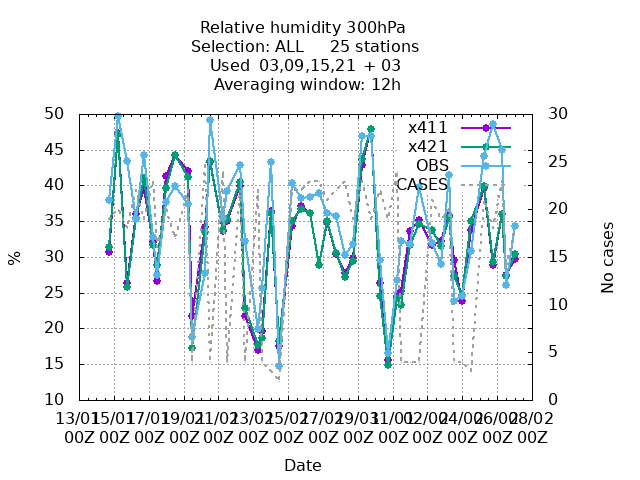 Relative humidity 300hPa
Selection: ALL 25 stations
Used 03,09,15,21 + 03
Averaging window: 12h
50
45
40
35
30
25
20
15
10
30
25
20
15
10
5
0
%
No cases
x411
x421
OBS
CASES
13/01 15/01 17/01 19/01 21/01 23/01 25/01 27/01 29/01 31/01 02/02 04/02 26/02 28/02
00Z 00Z 00Z 00Z 00Z 00Z 00Z 00Z 00Z 00Z 00Z 00Z 00Z 00Z
Date